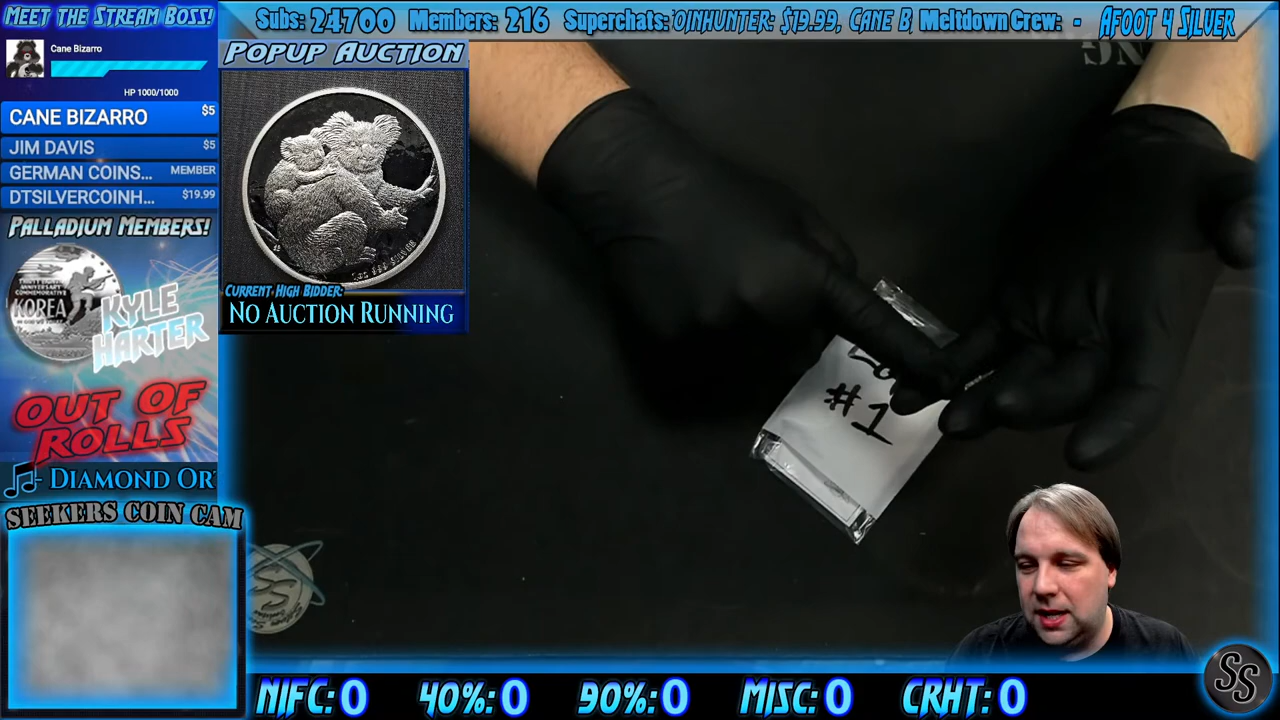 MEET THE STREAM BOSS!
Subs: 24700 Members: 216 Superchats: OINHUNTER: $19.99, CANE B, MeltdownCrew: - AFOOT 4 SILVER
Cane Bizarro
HP 1000/1000
CANE BIZARRO $5
JIM DAVIS $5
GERMAN COINS... MEMBER
DTSILVERCOINH... $19.99
POPUP AUCTION
CURRENT HIGH BIDDER:
NO AUCTION RUNNING
PALLADIUM MEMBERS!
KOREA
KYLE HARTER
OUT OF ROLLS
DIAMOND OR
SEEKERS COIN CAM
#1
NIFC: 0 40%: 0 90%: 0 MISC: 0 CRHT: 0
SS